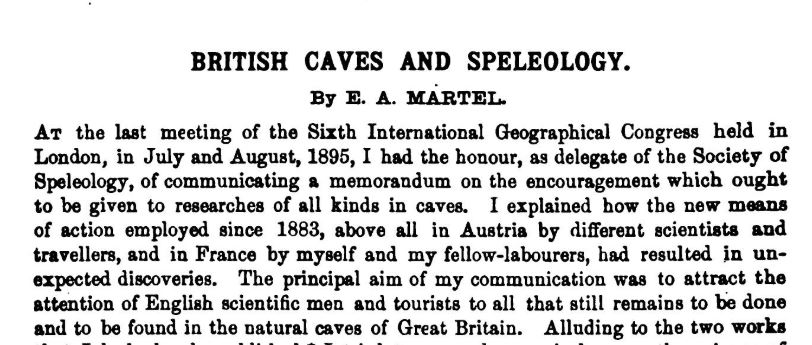 BRITISH CAVES AND SPELEOLOGY.
By E. A. MARTEL.
AT the last meeting of the Sixth International Geographical Congress held in
London, in July and August, 1895, I had the honour, as delegate of the Society of
Speleology, of communicating a memorandum on the encouragement which ought
to be given to researches of all kinds in caves. I explained how the new means
of action employed since 1883, above all in Austria by different scientists and
travellers, and in France by myself and my fellow-labourers, had resulted in un-
expected discoveries. The principal aim of my communication was to attract the
attention of English scientific men and tourists to all that still remains to be done
and to be found in the natural caves of Great Britain. Alluding to the two works